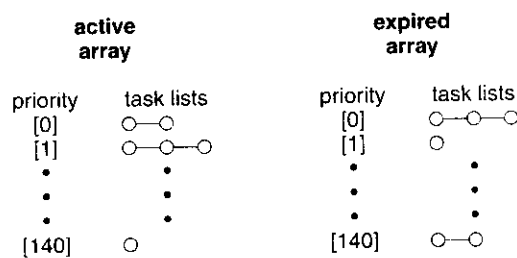 active
array
priority
task lists
[0]
[1]
[140]
expired
array
priority
task lists
[0]
[1]
[140]